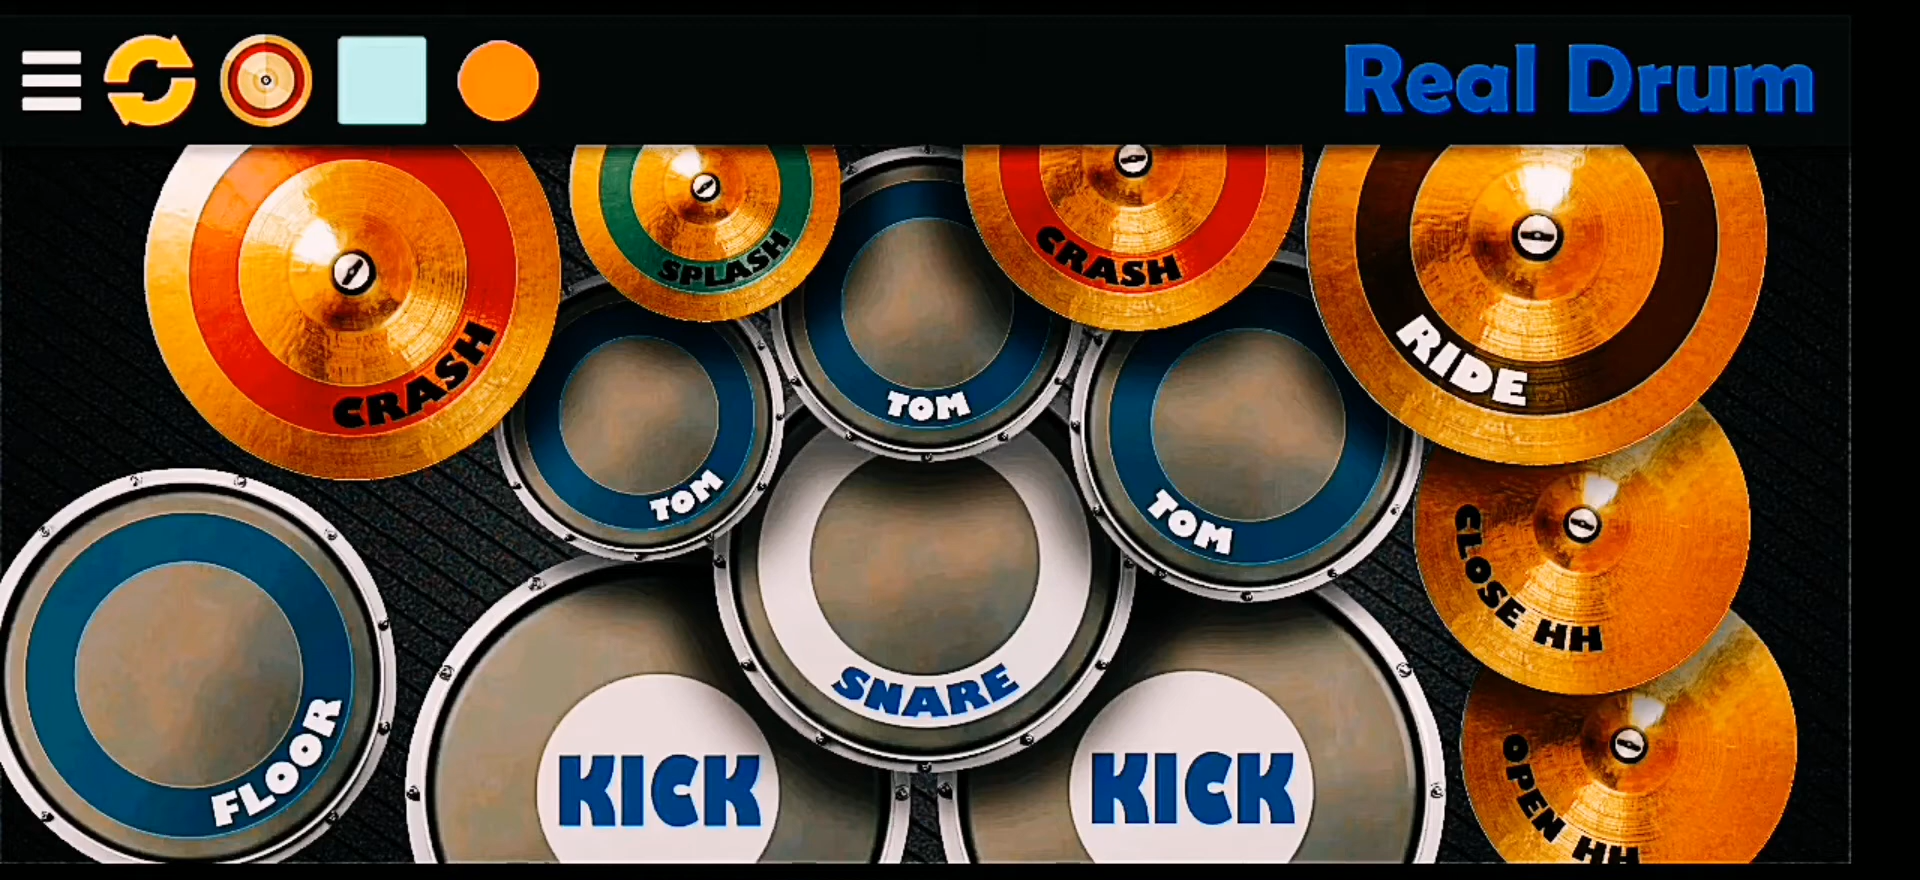 Real Drum
CRASH
SPLASH
CRASH
RIDE
TOM
TOM
TOM
CLOSE HH
SNARE
FLOOR
KICK
KICK
OPEN HH